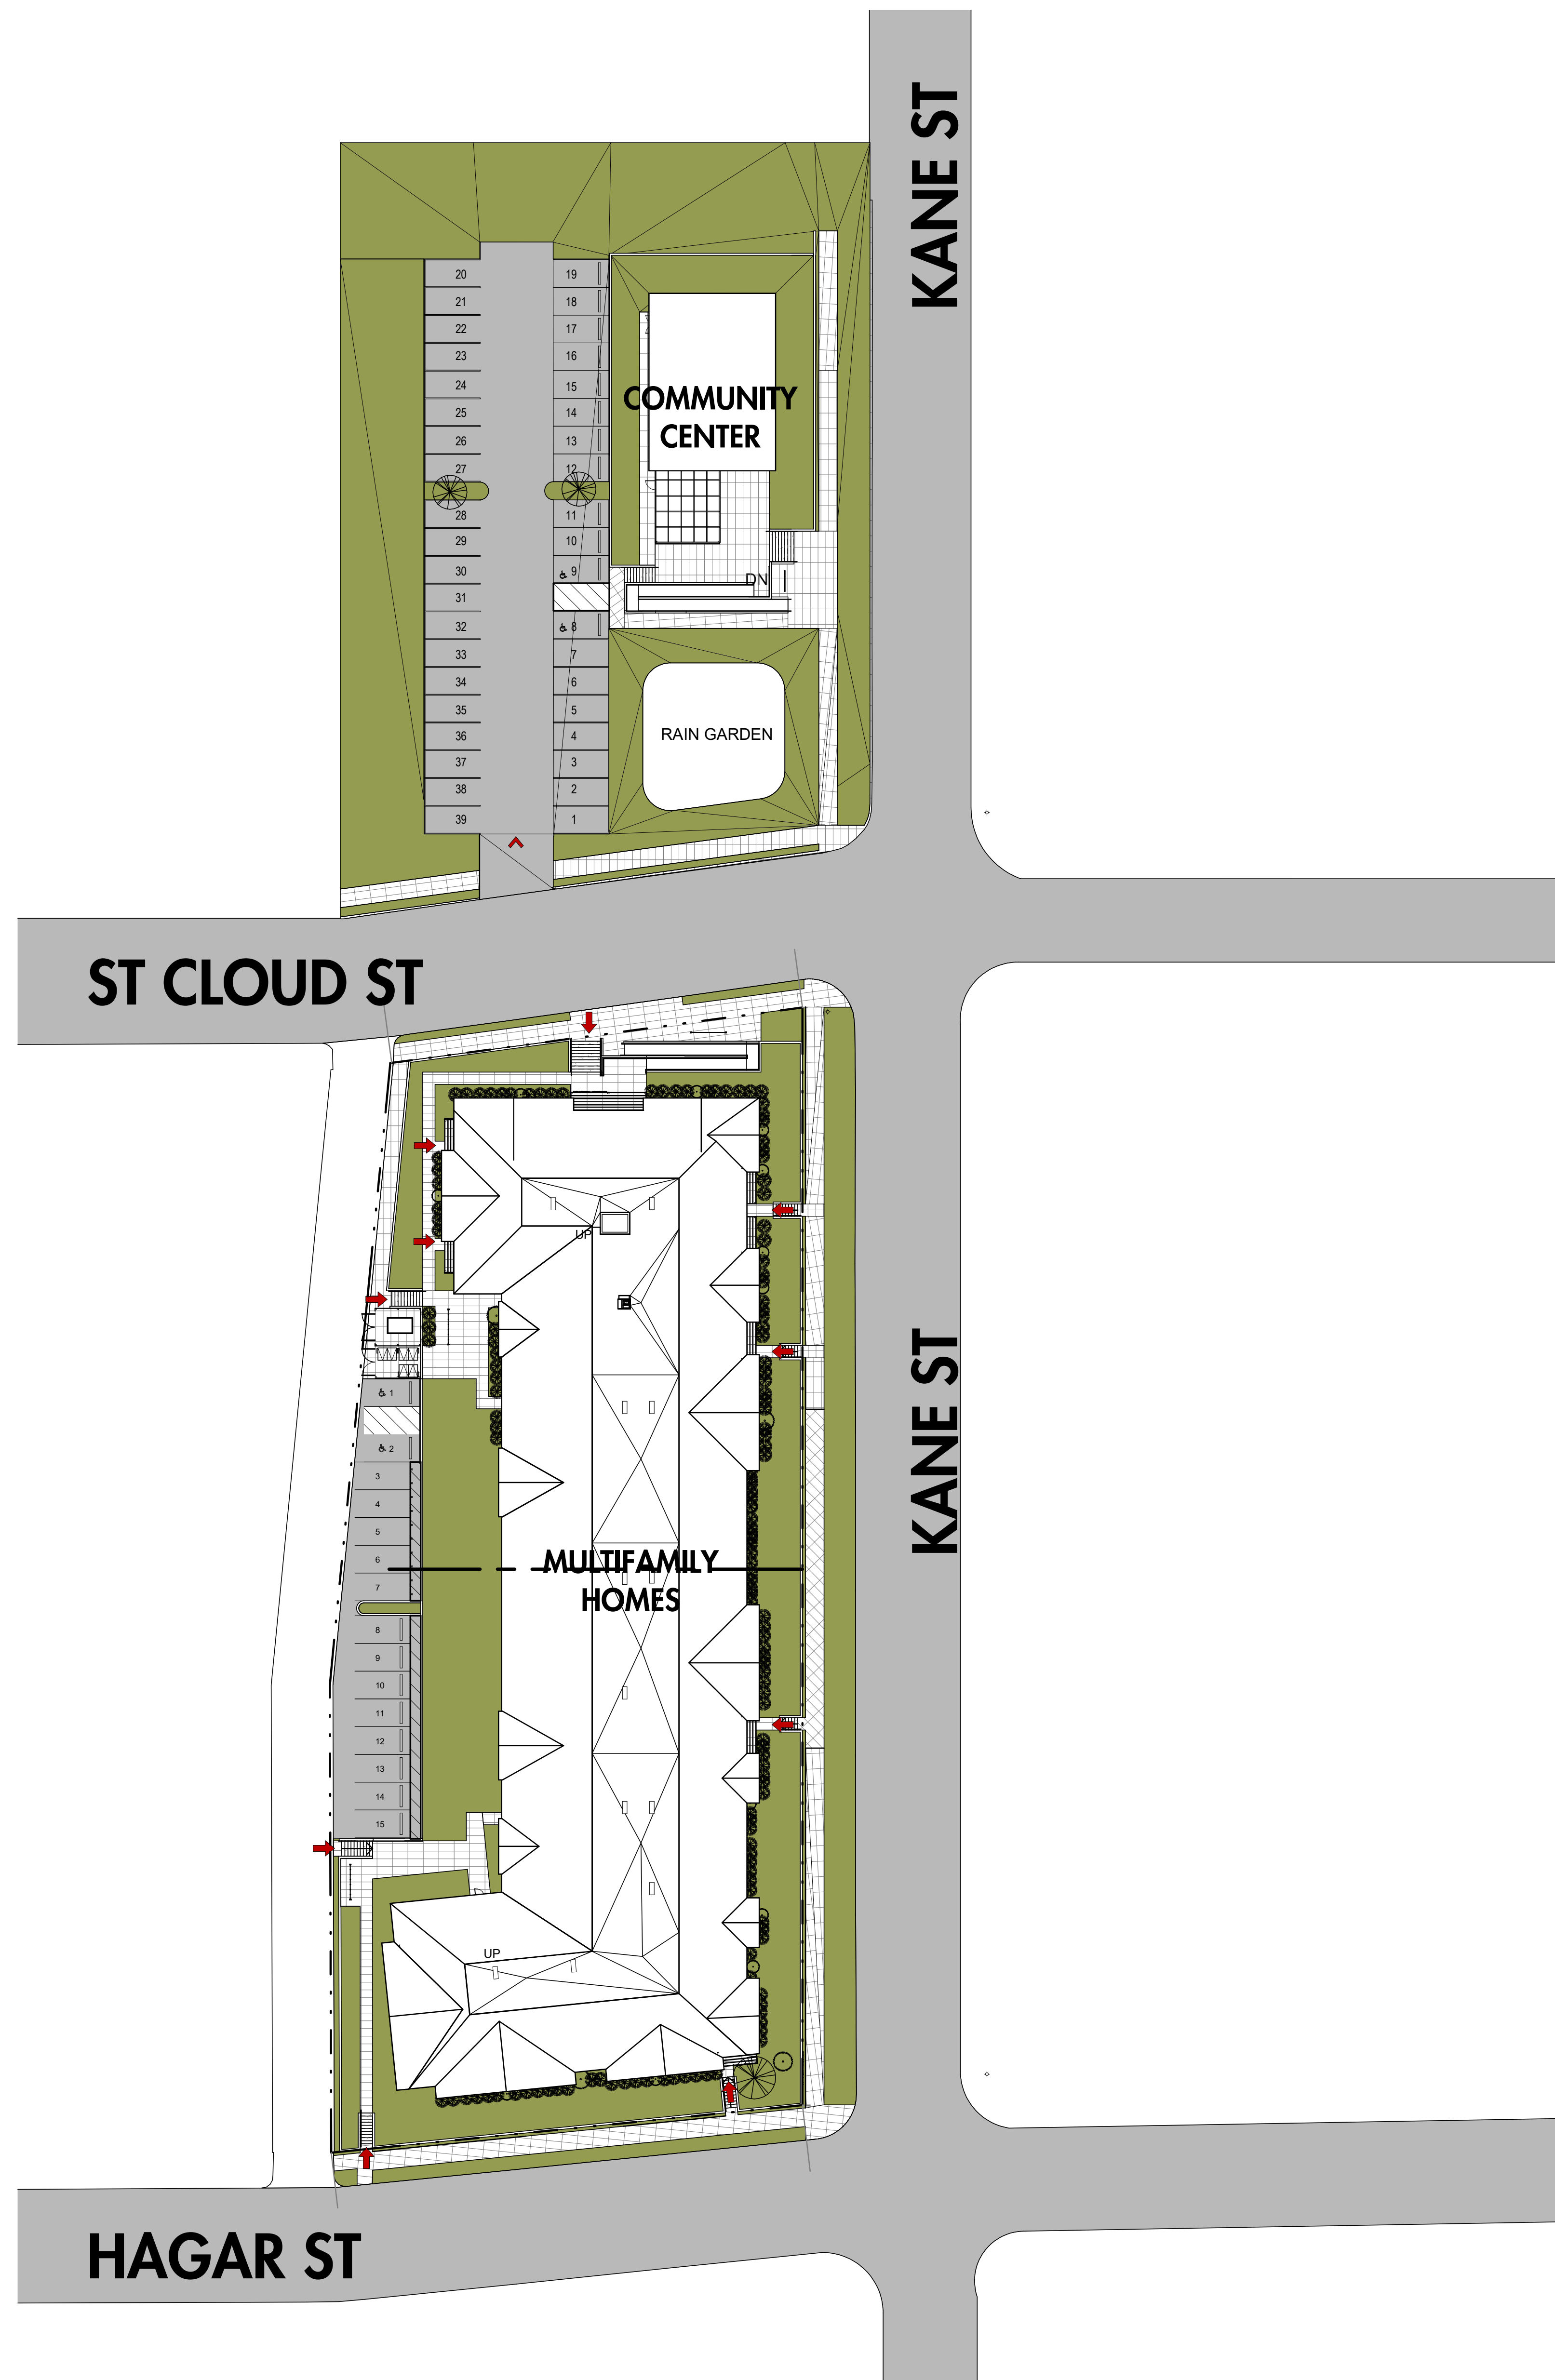 KANE ST
20 19
21 18
22 17
23 16
24 15
COMMUNITY
CENTER
25 14
26 13
27 12
28 11
29 10
30 9
DN
31
32 8
33 7
34 6
35 5
36 4
RAIN GARDEN
37 3
38 2
39 1
ST CLOUD ST
UP
1
2
3
4
5
6
7
MULTIFAMILY
HOMES
KANE ST
8
9
10
11
12
13
14
15
UP
HAGAR ST